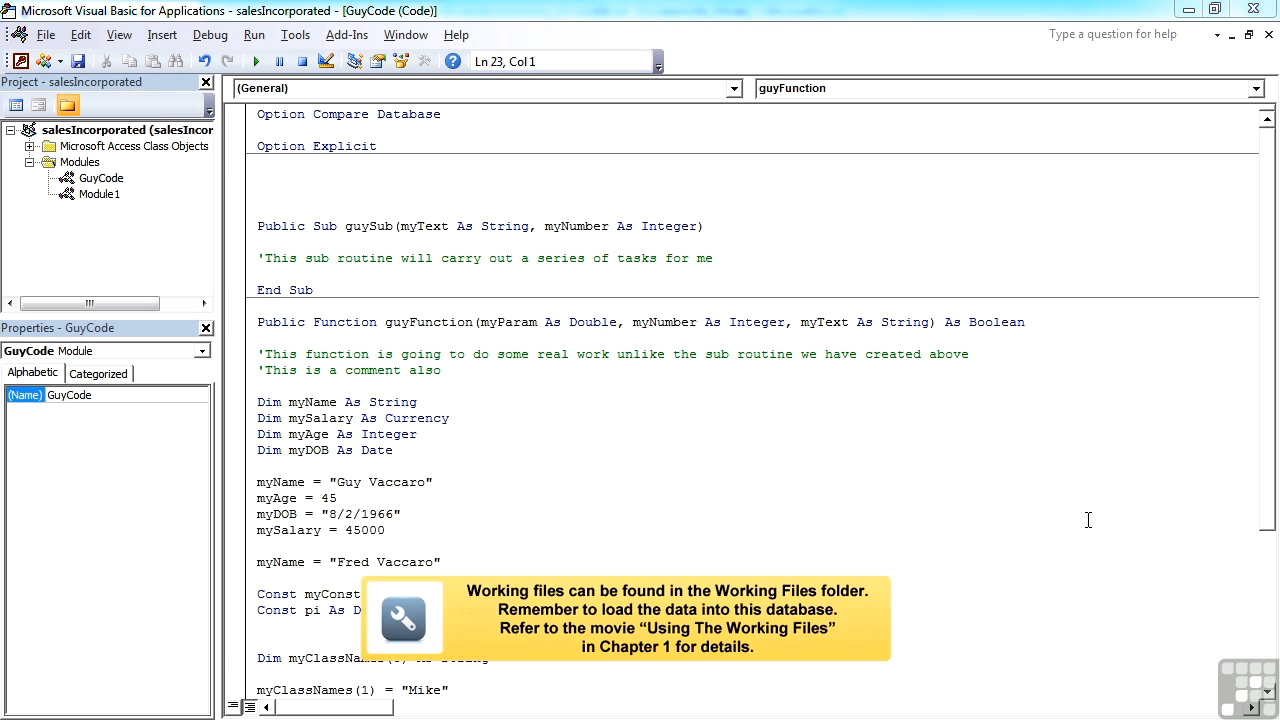 Microsoft Visual Basic for Applications - salesIncorporated - [GuyCode (Code)]
File Edit View Insert Debug Run Tools Add-Ins Window Help
Type a question for help
Ln 23, Col 1
Project - salesIncorporated
salesIncorporated (salesIncor
Microsoft Access Class Objects
Modules
GuyCode
Module1
Properties - GuyCode
GuyCode Module
Alphabetic Categorized
(Name) GuyCode
(General) guyFunction
Option Compare Database
Option Explicit
Public Sub guySub(myText As String, myNumber As Integer)
'This sub routine will carry out a series of tasks for me
End Sub
Public Function guyFunction(myParam As Double, myNumber As Integer, myText As String) As Boolean
'This function is going to do some real work unlike the sub routine we have created above
'This is a comment also
Dim myName As String
Dim mySalary As Currency
Dim myAge As Integer
Dim myDOB As Date
myName = "Guy Vaccaro"
myAge = 45
myDOB = "8/2/1966"
mySalary = 45000
myName = "Fred Vaccaro"
Const myConst
Const pi As D
Dim myClassNames
myClassNames(1) = "Mike"
Working files can be found in the Working Files folder.
Remember to load the data into this database.
Refer to the movie “Using The Working Files”
in Chapter 1 for details.